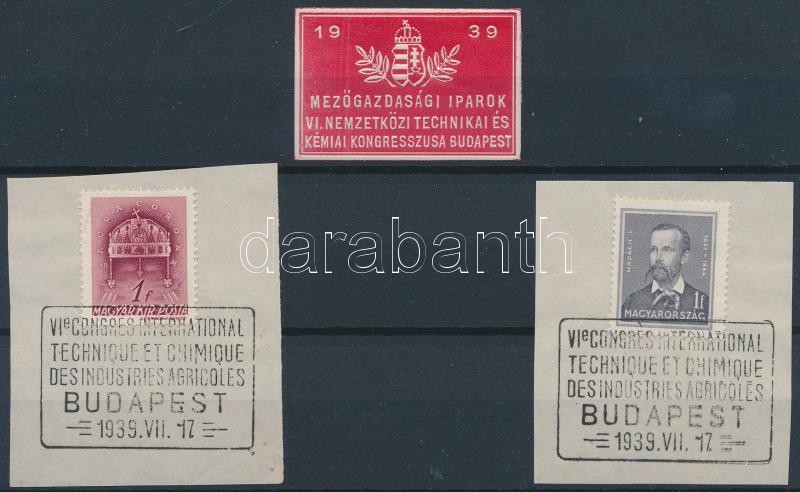 19 39
MEZŐGAZDASÁGI IPAROK
VI. NEMZETKÖZI TECHNIKAI ÉS
KÉMIAI KONGRESSZUSA BUDAPEST
darabanth
SACRA CORONA
1f
MAGYAR KIR. POSTA
VIe CONGRES INTERNATIONAL
TECHNIQUE ET CHIMIQUE
DES INDUSTRIES AGRICOLES
BUDAPEST
1939. VII. 17
MADÁCH I.
1823-1864
1f
MAGYARORSZÁG
VIe CONGRES INTERNATIONAL
TECHNIQUE ET CHIMIQUE
DES INDUSTRIES AGRICOLES
BUDAPEST
1939. VII. 17